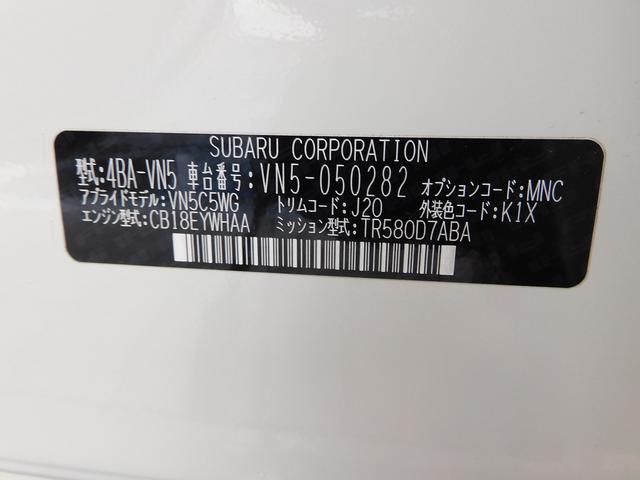 SUBARU CORPORATION
型式:4BA-VN5 車台番号:VN5-050282 オプションコード:MNC
アプライドモデル:VN5C5WG トリムコード:J20 外装色コード:K1X
エンジン型式:CB18EYWHAA ミッション型式:TR580D7ABA